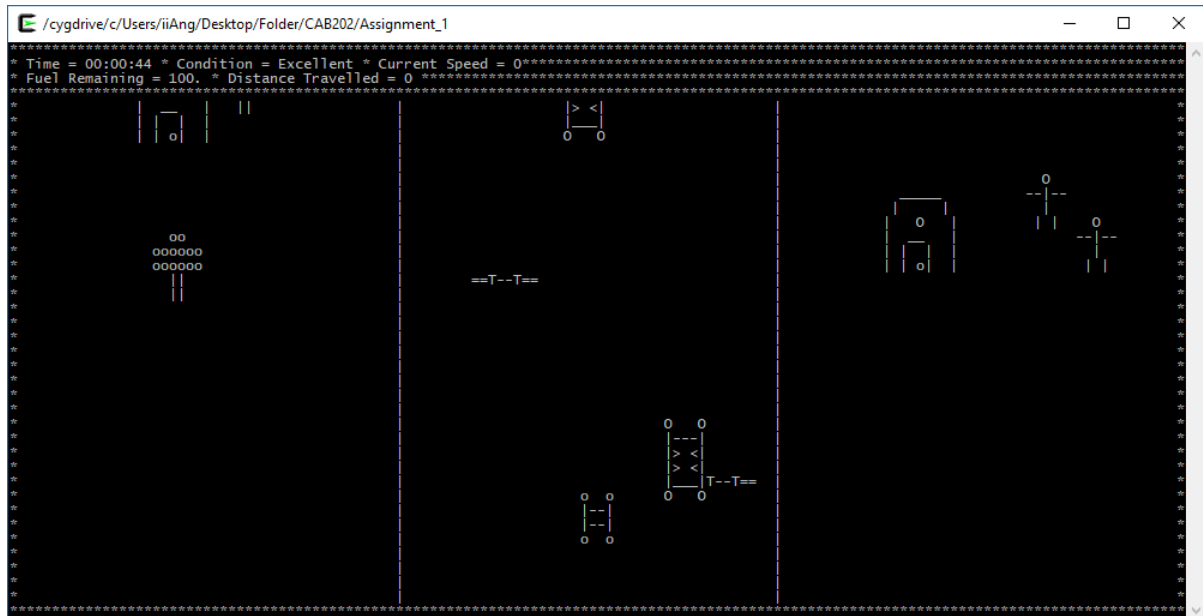 /cygdrive/c/Users/iiAng/Desktop/Folder/CAB202/Assignment_1
* Time = 00:00:44 * Condition = Excellent * Current Speed = 0
* Fuel Remaining = 100. * Distance Travelled = 0